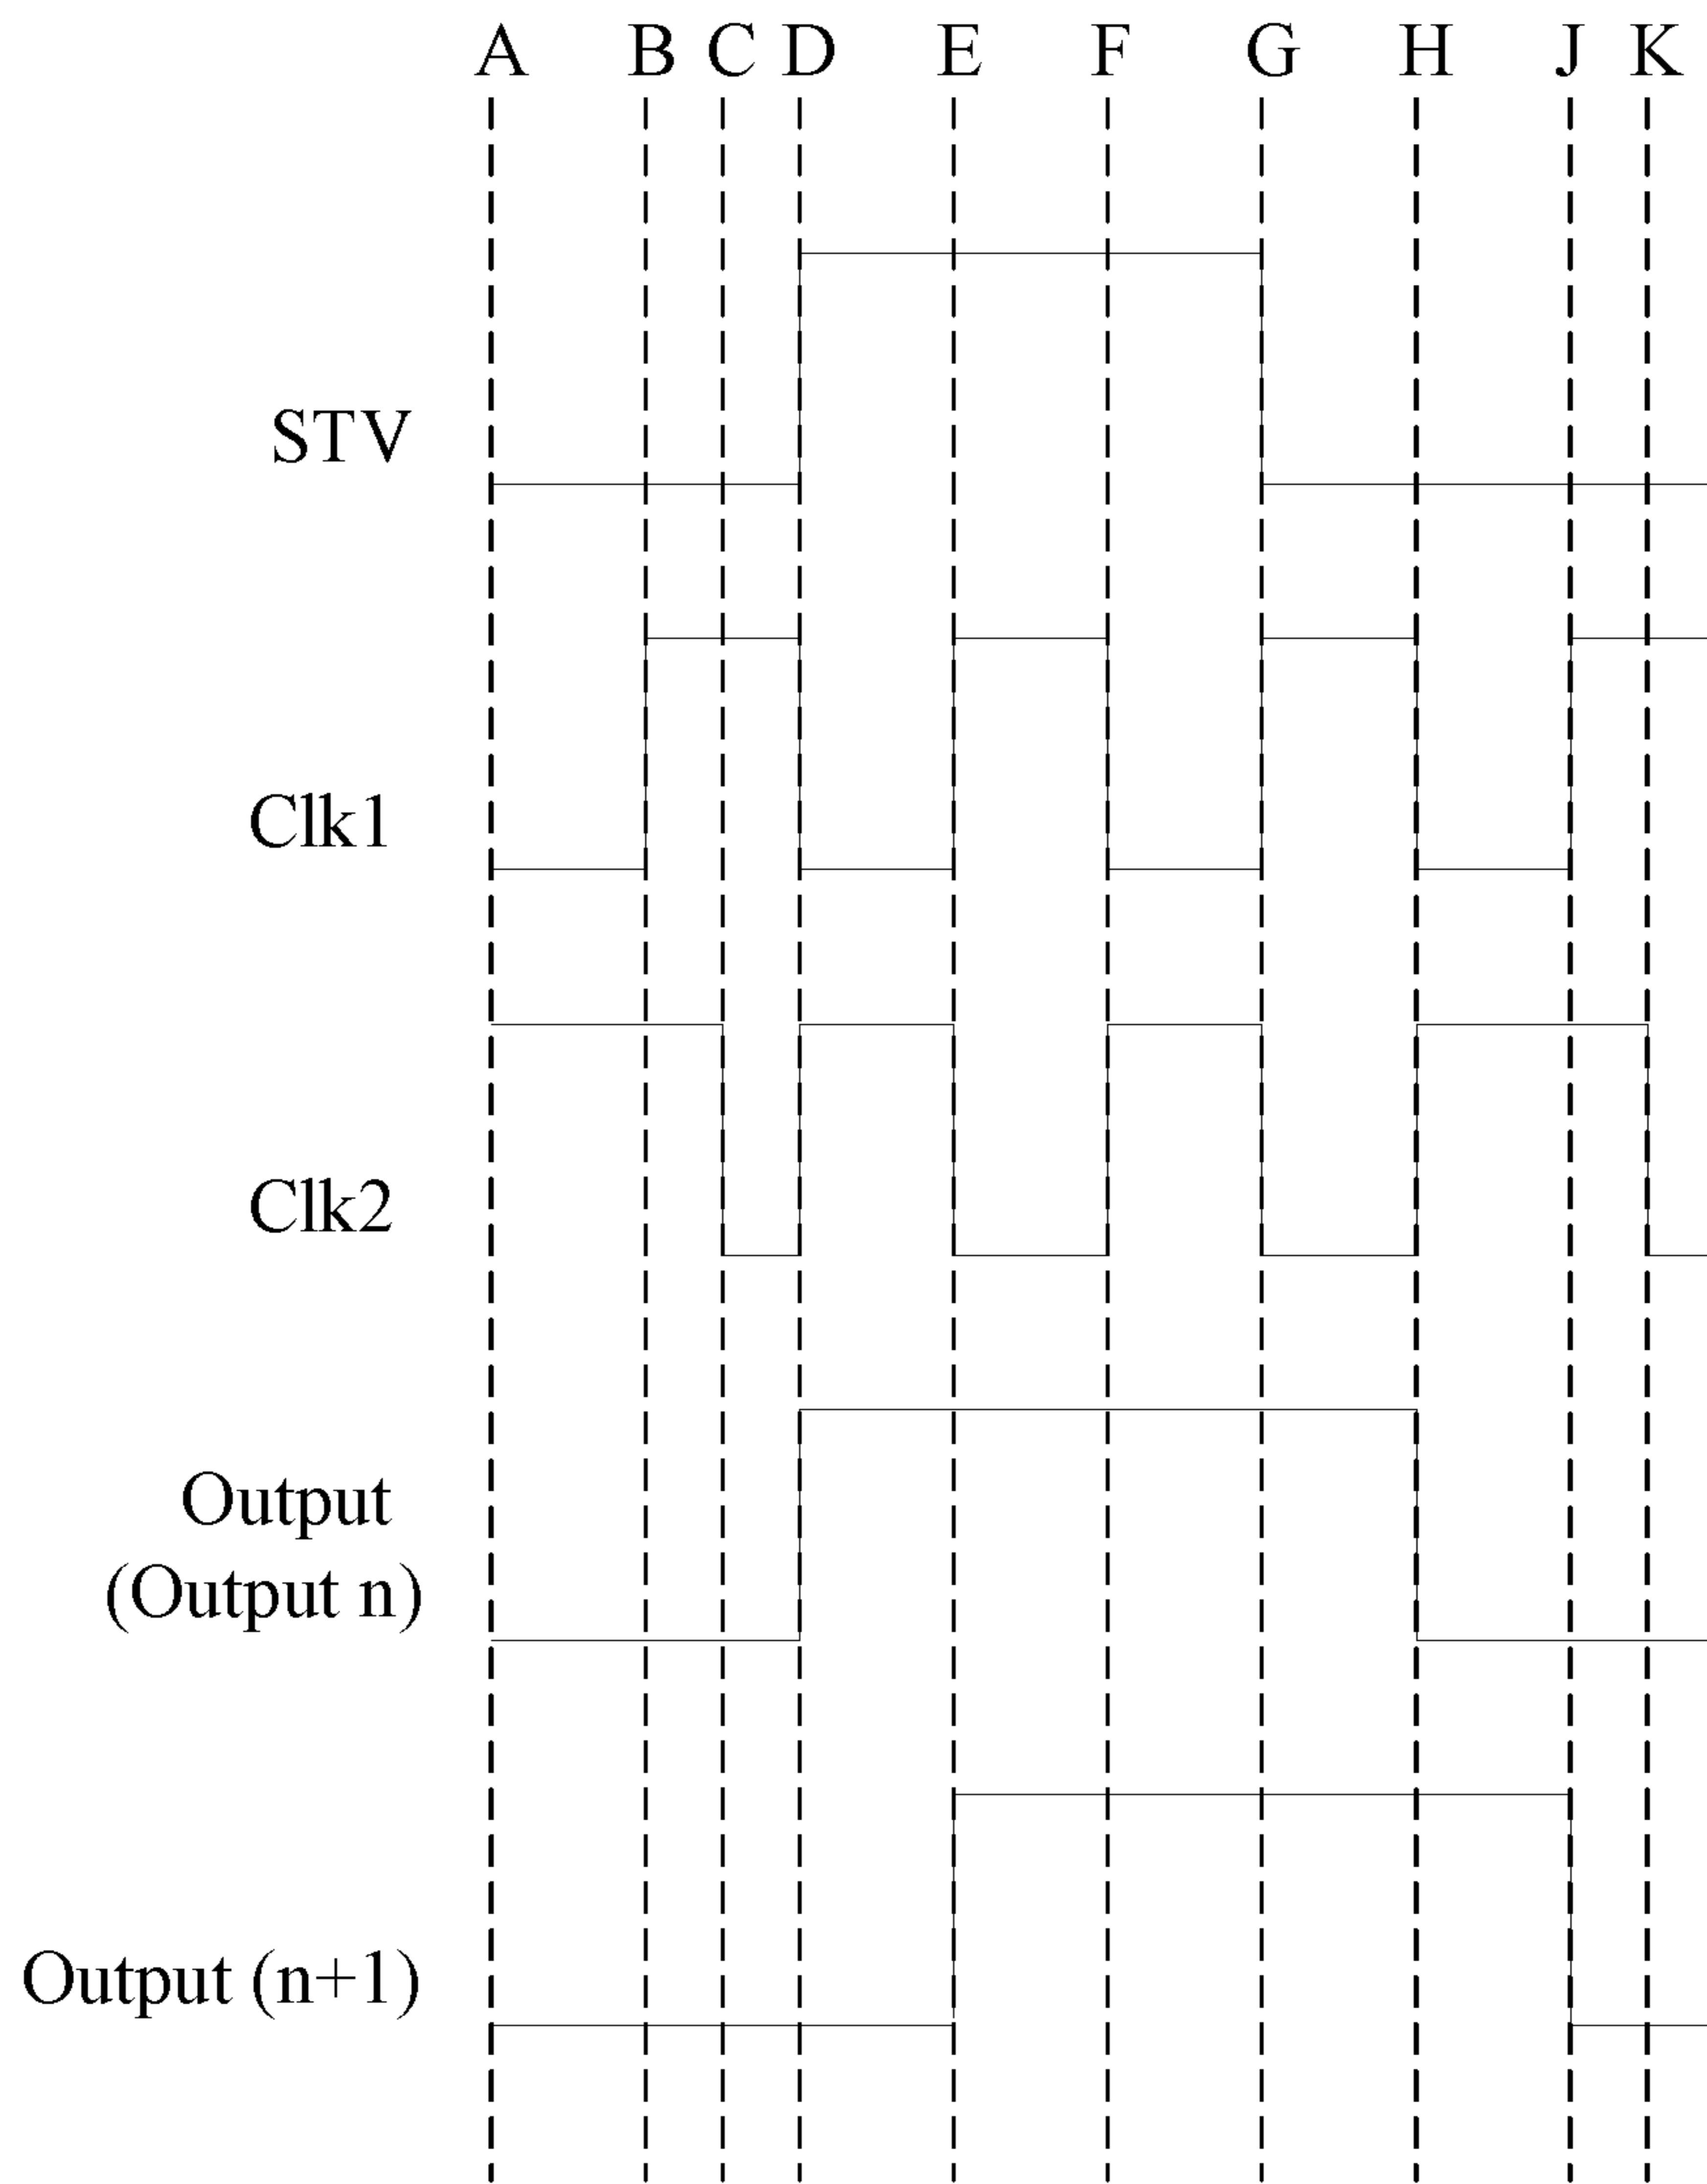 A B C D E F G H J K
STV
Clk1
Clk2
Output
(Output n)
Output (n+1)